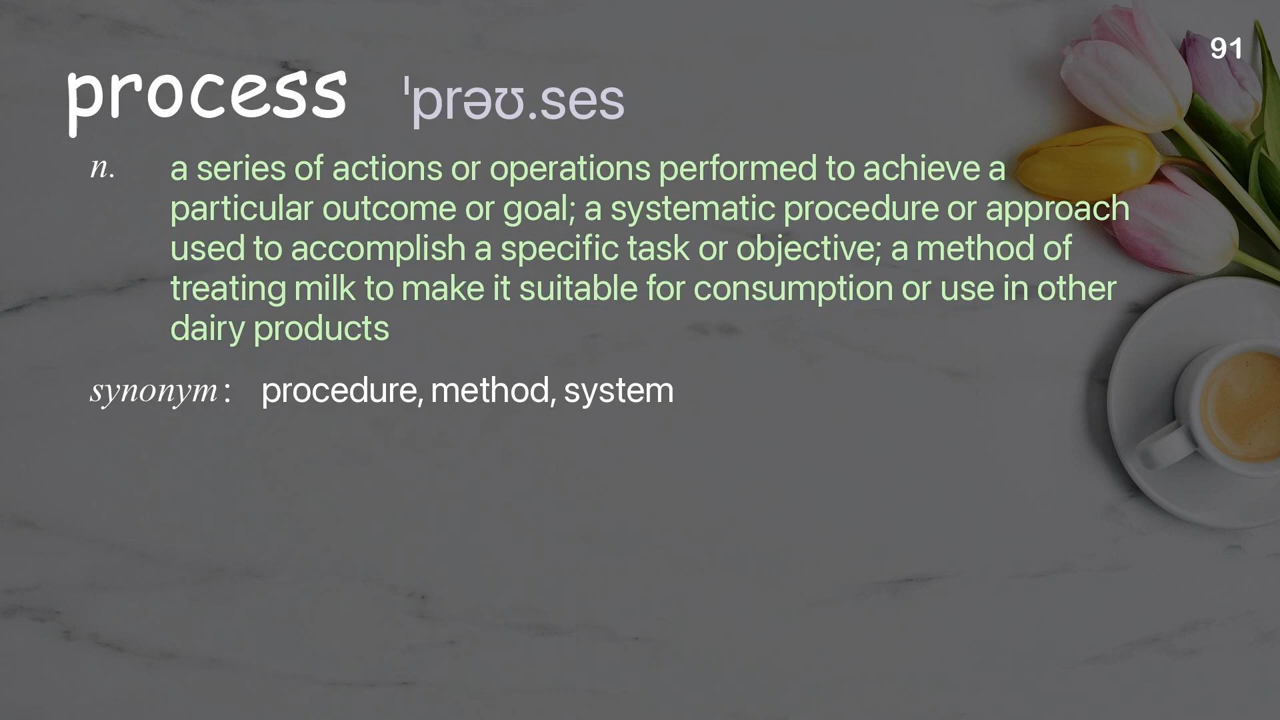 91
process ˈprəʊ.ses
n. a series of actions or operations performed to achieve a
particular outcome or goal; a systematic procedure or approach
used to accomplish a specific task or objective; a method of
treating milk to make it suitable for consumption or use in other
dairy products
synonym: procedure, method, system